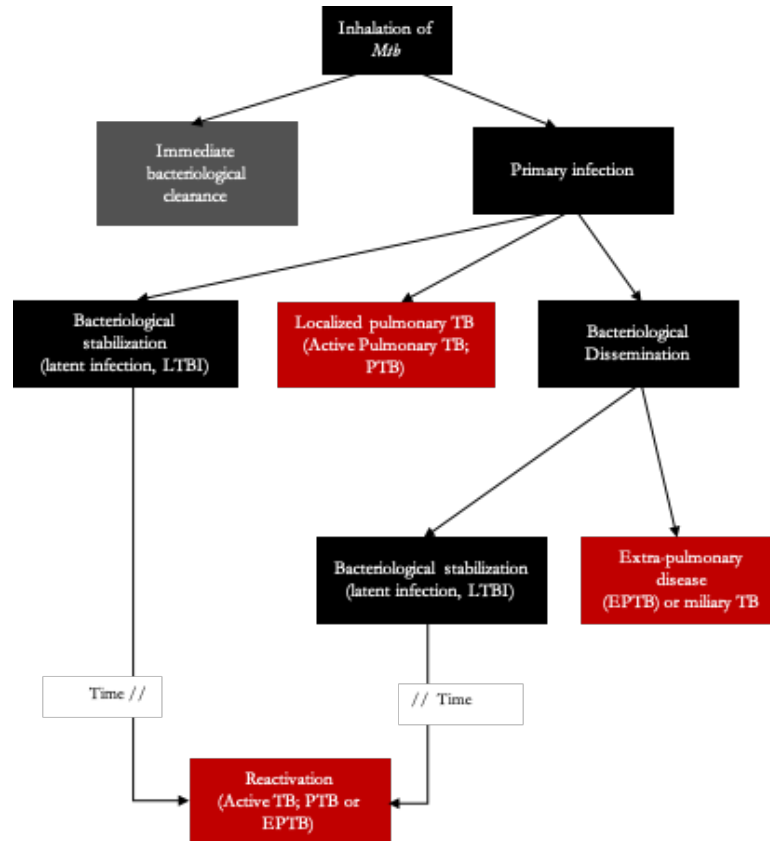 Inhalation of
Mtb
Immediate
bacteriological
clearance
Primary infection
Bacteriological
stabilization
(latent infection, LTBI)
Localized pulmonary TB
(Active Pulmonary TB;
PTB)
Bacteriological
Dissemination
Bacteriological stabilization
(latent infection, LTBI)
Extra-pulmonary
disease
(EPTB) or miliary TB
Time //
// Time
Reactivation
(Active TB; PTB or
EPTB)